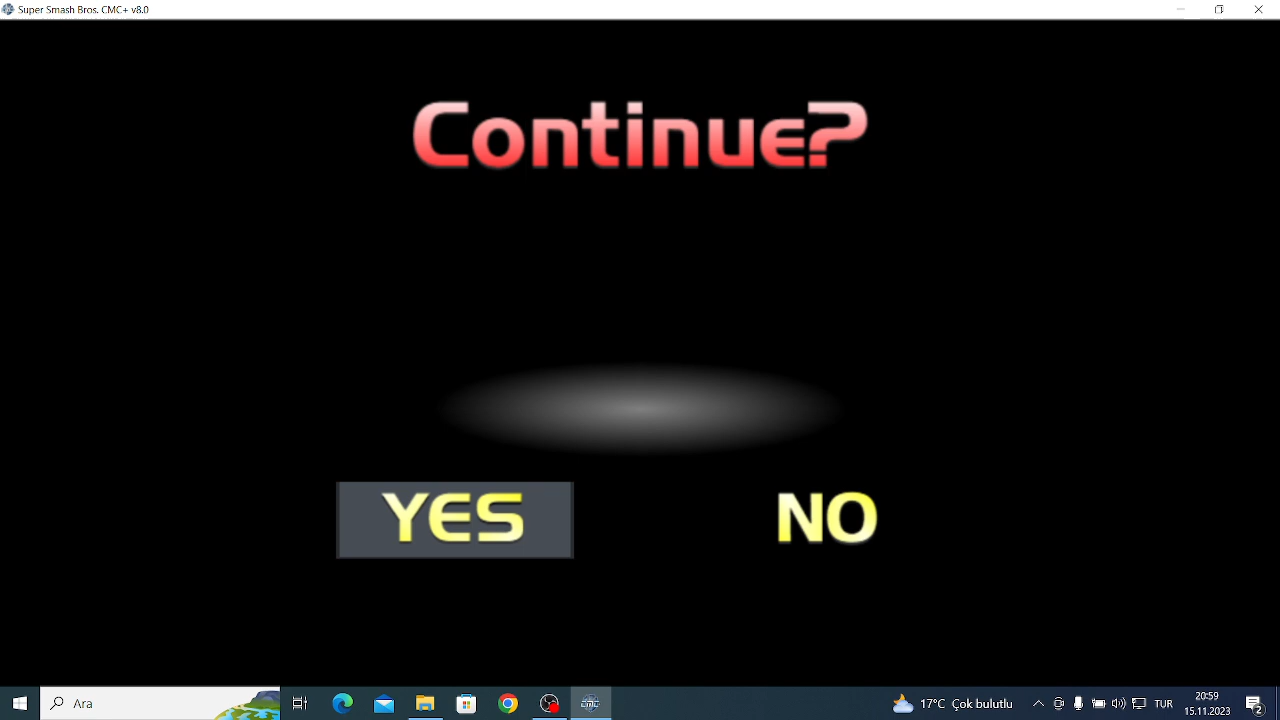 Super Smash Bros. CMC+ v8.0
Continue?
YES
NO
Ara
17°C Çok bulutlu
TUR
20:59
15.11.2023
2